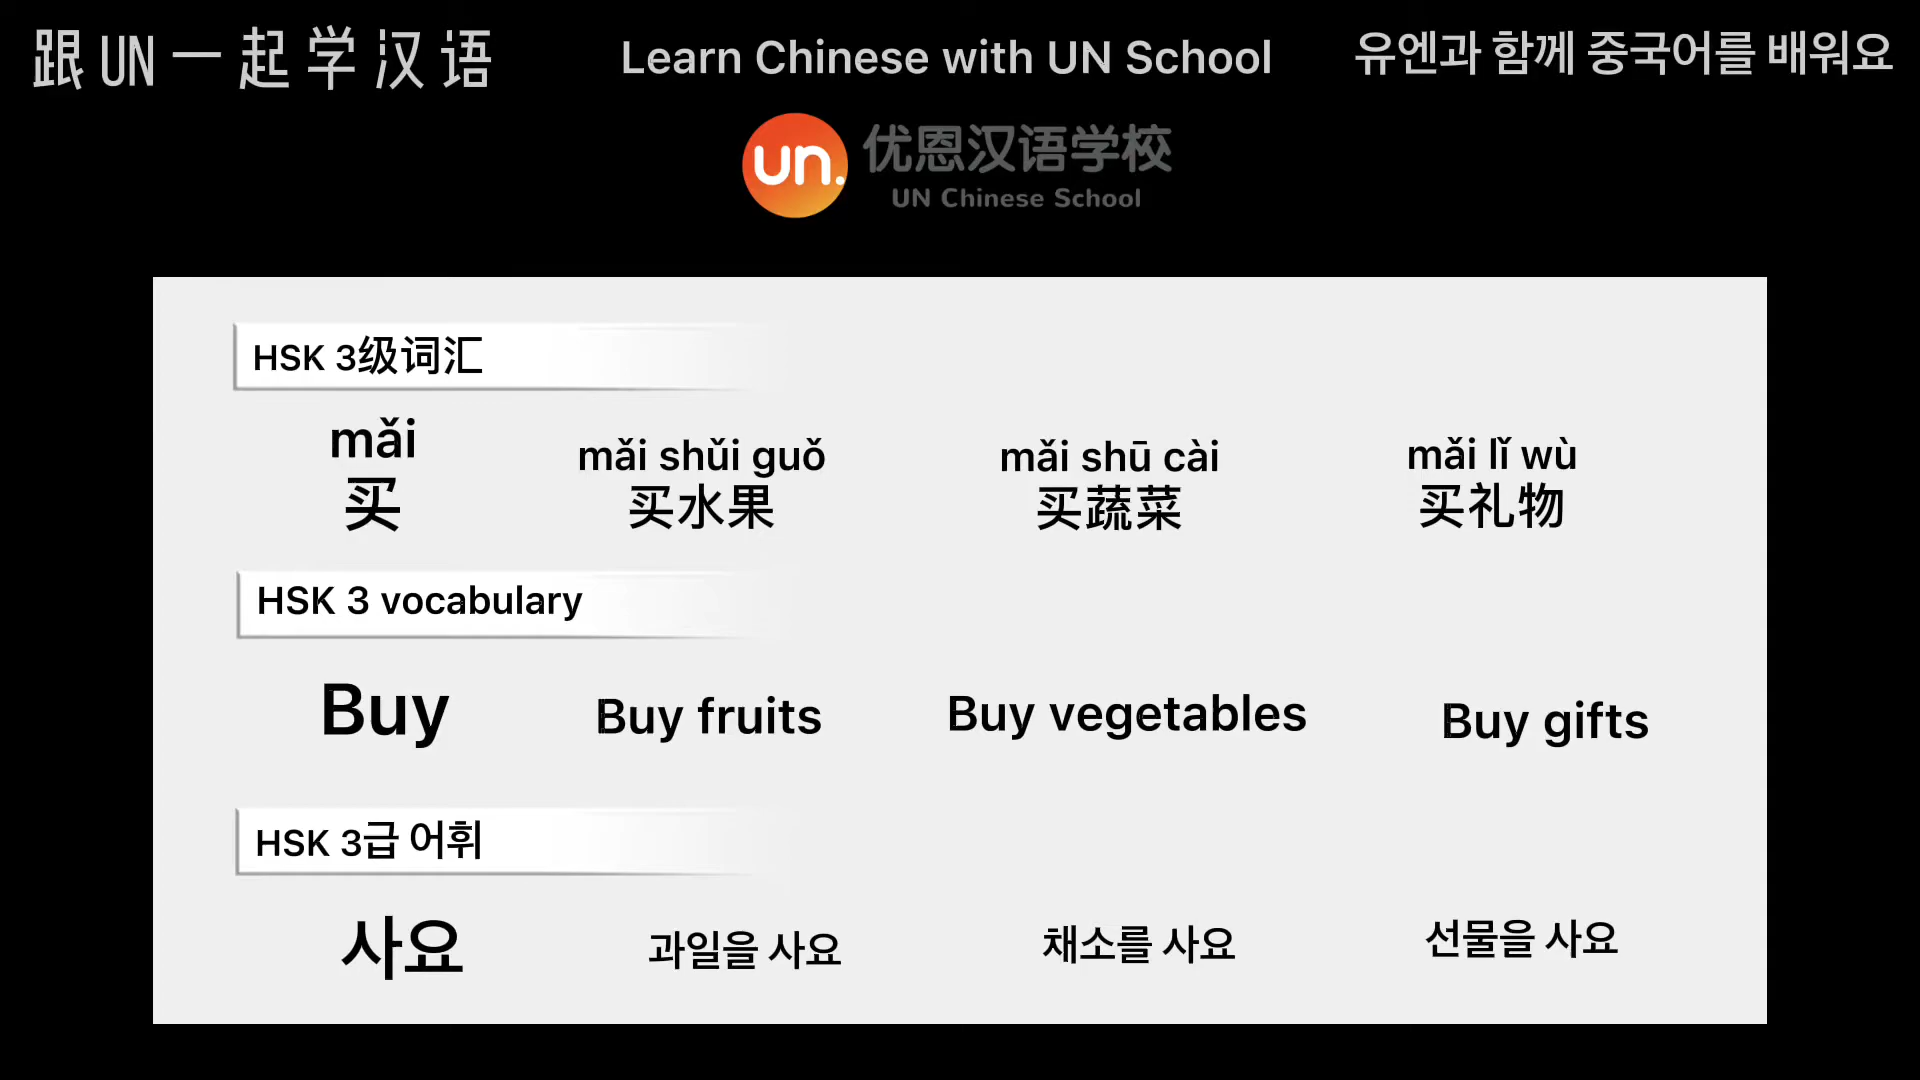 跟UN一起学汉语
Learn Chinese with UN School
유엔과 함께 중국어를 배워요
un.
优恩汉语学校
UN Chinese School
HSK 3级词汇
mǎi
买
mǎi shǔi guǒ
买水果
mǎi shū cài
买蔬菜
mǎi lǐ wù
买礼物
HSK 3 vocabulary
Buy
Buy fruits
Buy vegetables
Buy gifts
HSK 3급 어휘
사요
과일을 사요
채소를 사요
선물을 사요